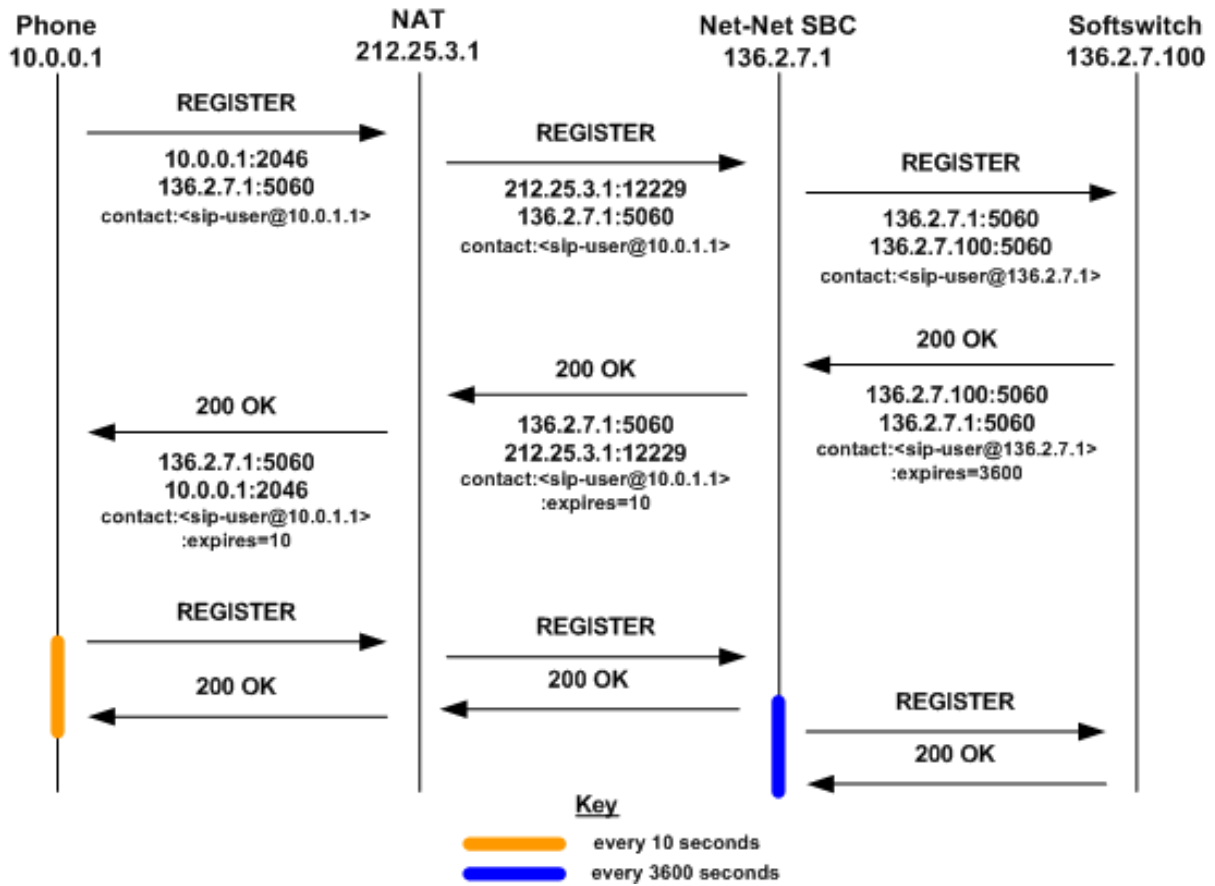 Phone
10.0.0.1
NAT
212.25.3.1
Net-Net SBC
136.2.7.1
Softswitch
136.2.7.100
REGISTER
10.0.0.1:2046
136.2.7.1:5060
contact:<sip-user@10.0.1.1>
REGISTER
212.25.3.1:12229
136.2.7.1:5060
contact:<sip-user@10.0.1.1>
REGISTER
136.2.7.1:5060
136.2.7.100:5060
contact:<sip-user@136.2.7.1>
200 OK
136.2.7.100:5060
136.2.7.1:5060
contact:<sip-user@136.2.7.1>
:expires=3600
200 OK
136.2.7.1:5060
212.25.3.1:12229
contact:<sip-user@10.0.1.1>
:expires=10
200 OK
136.2.7.1:5060
10.0.0.1:2046
contact:<sip-user@10.0.1.1>
:expires=10
REGISTER
REGISTER
200 OK
200 OK
REGISTER
200 OK
Key
every 10 seconds
every 3600 seconds